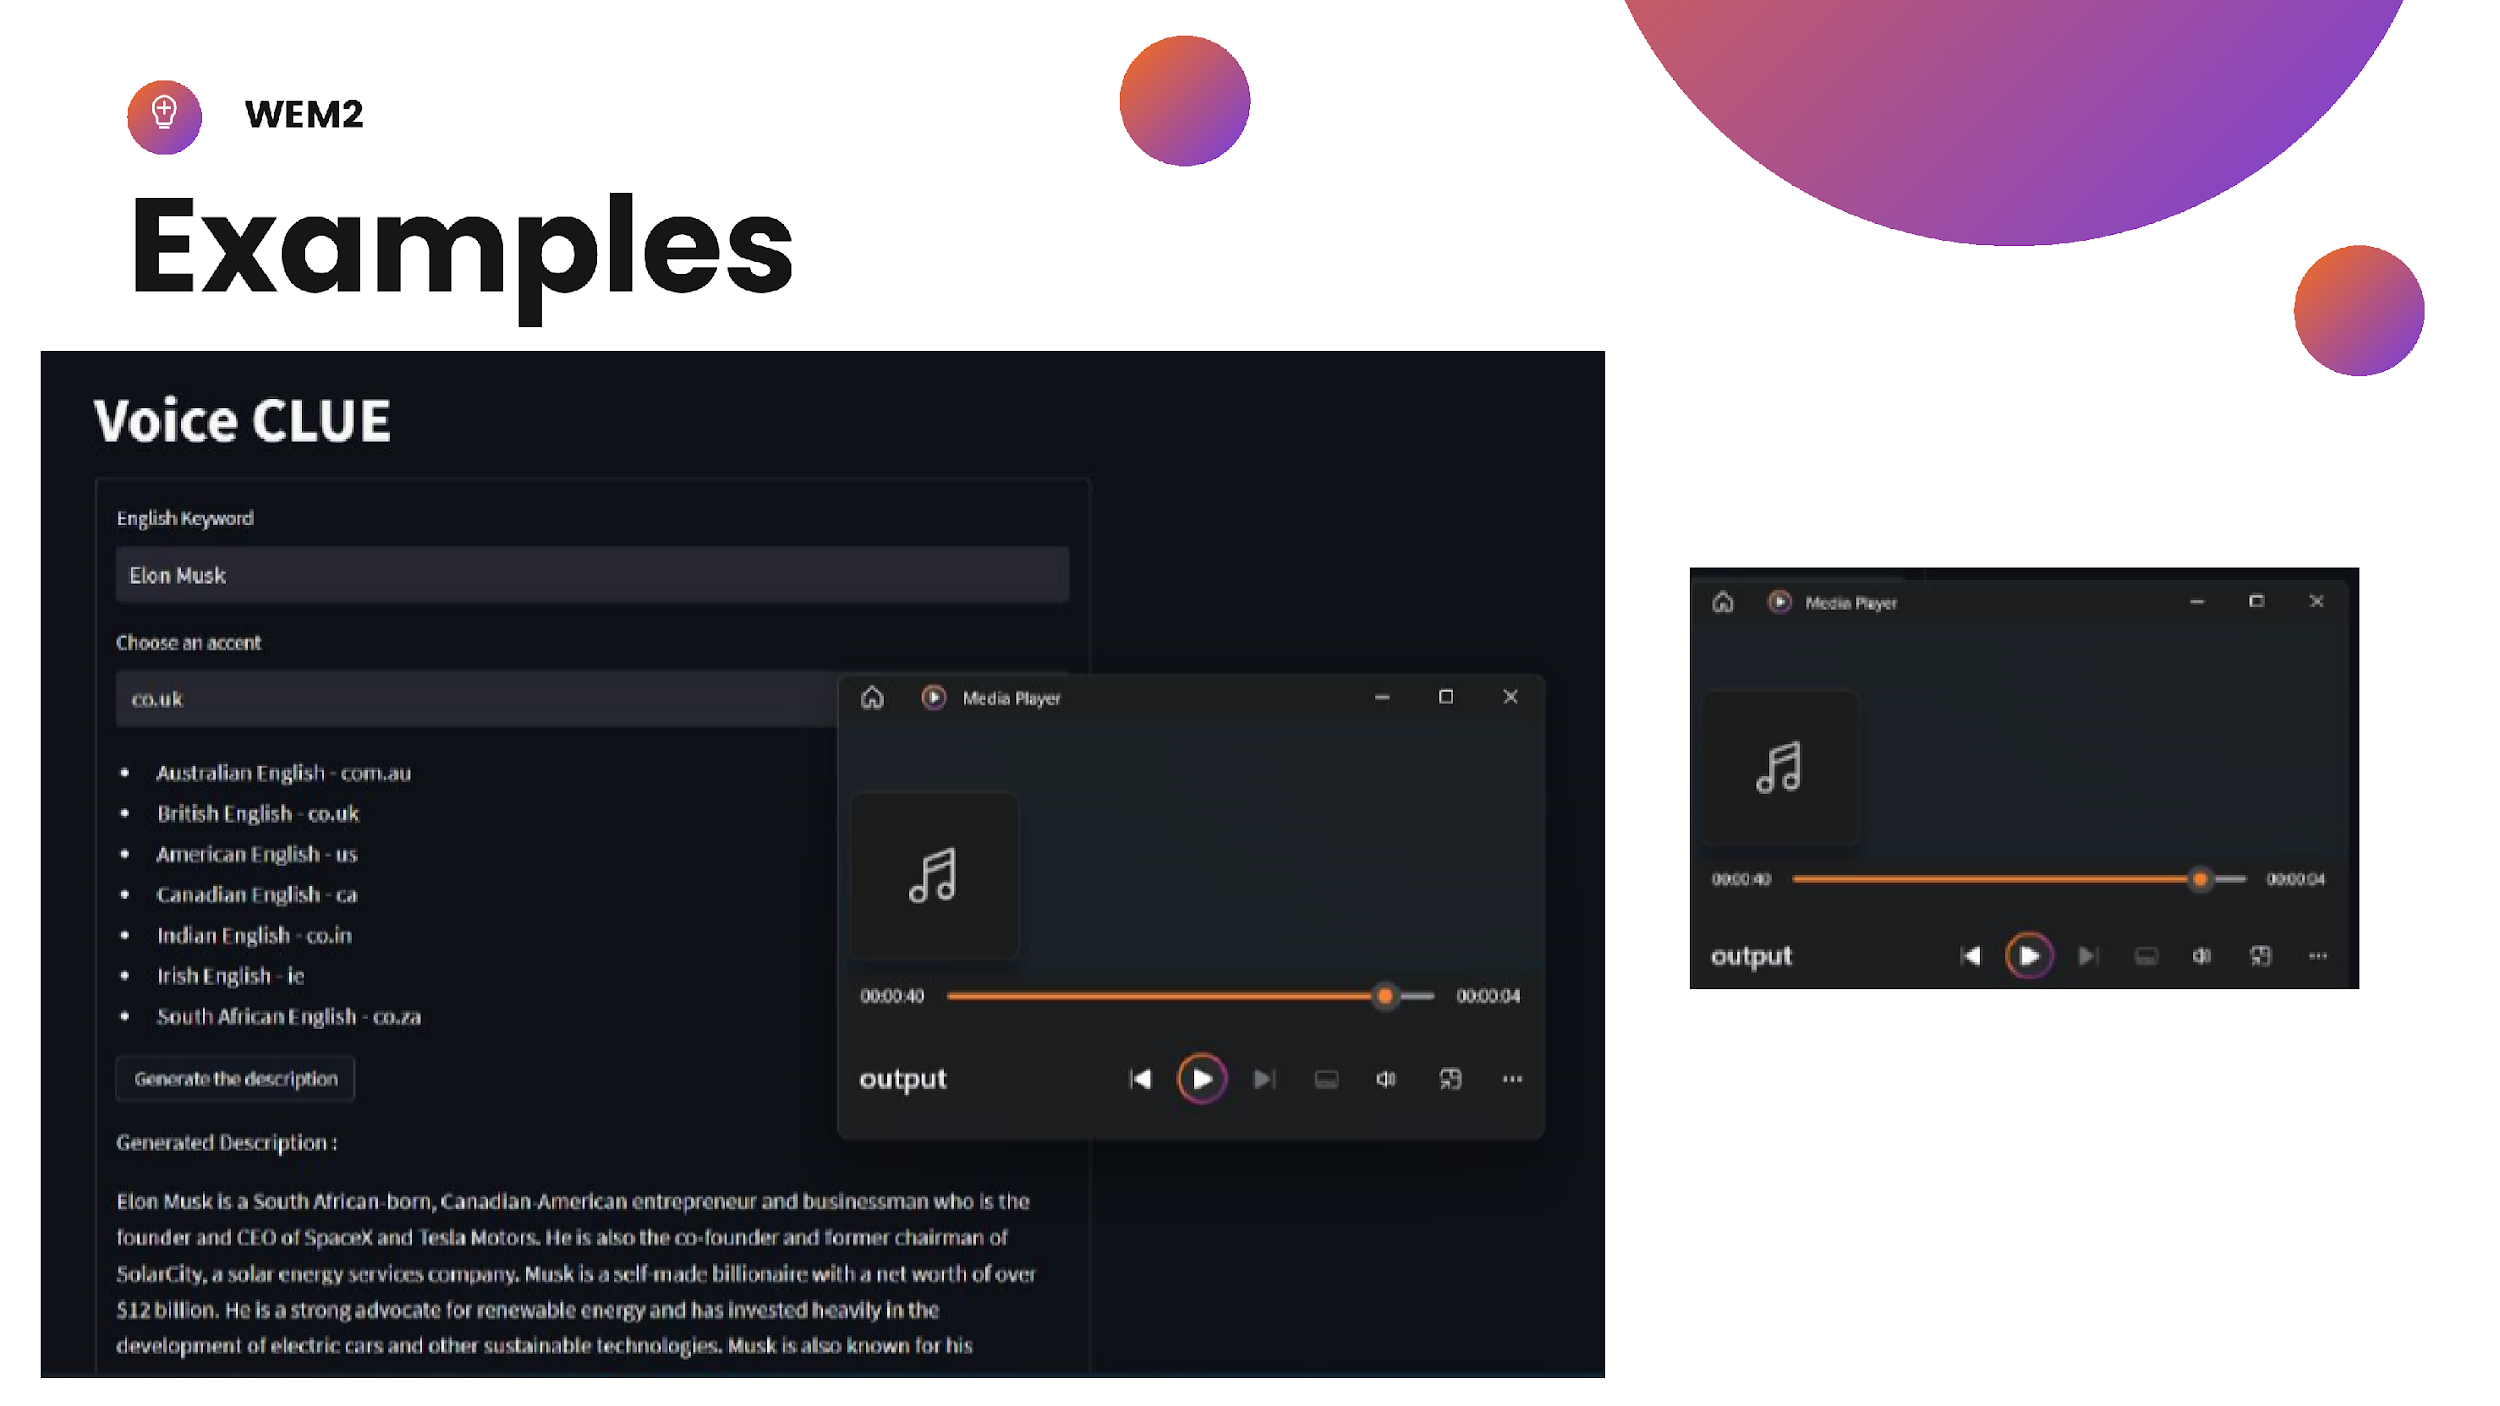 WEM2
Examples
Voice CLUE
English Keyword
Elon Musk
Choose an accent
co.uk
• Australian English - com.au
• British English - co.uk
• American English - us
• Canadian English - ca
• Indian English - co.in
• Irish English - ie
• South African English - co.za
Generate the description
Generated Description :
Elon Musk is a South African-born, Canadian-American entrepreneur and businessman who is the
founder and CEO of SpaceX and Tesla Motors. He is also the co-founder and former chairman of
SolarCity, a solar energy services company. Musk is a self-made billionaire with a net worth of over
$12 billion. He is a strong advocate for renewable energy and has invested heavily in the
development of electric cars and other sustainable technologies. Musk is also known for his
Media Player
00:00:40 00:00:04
output
Media Player
00:00:40 00:00:04
output